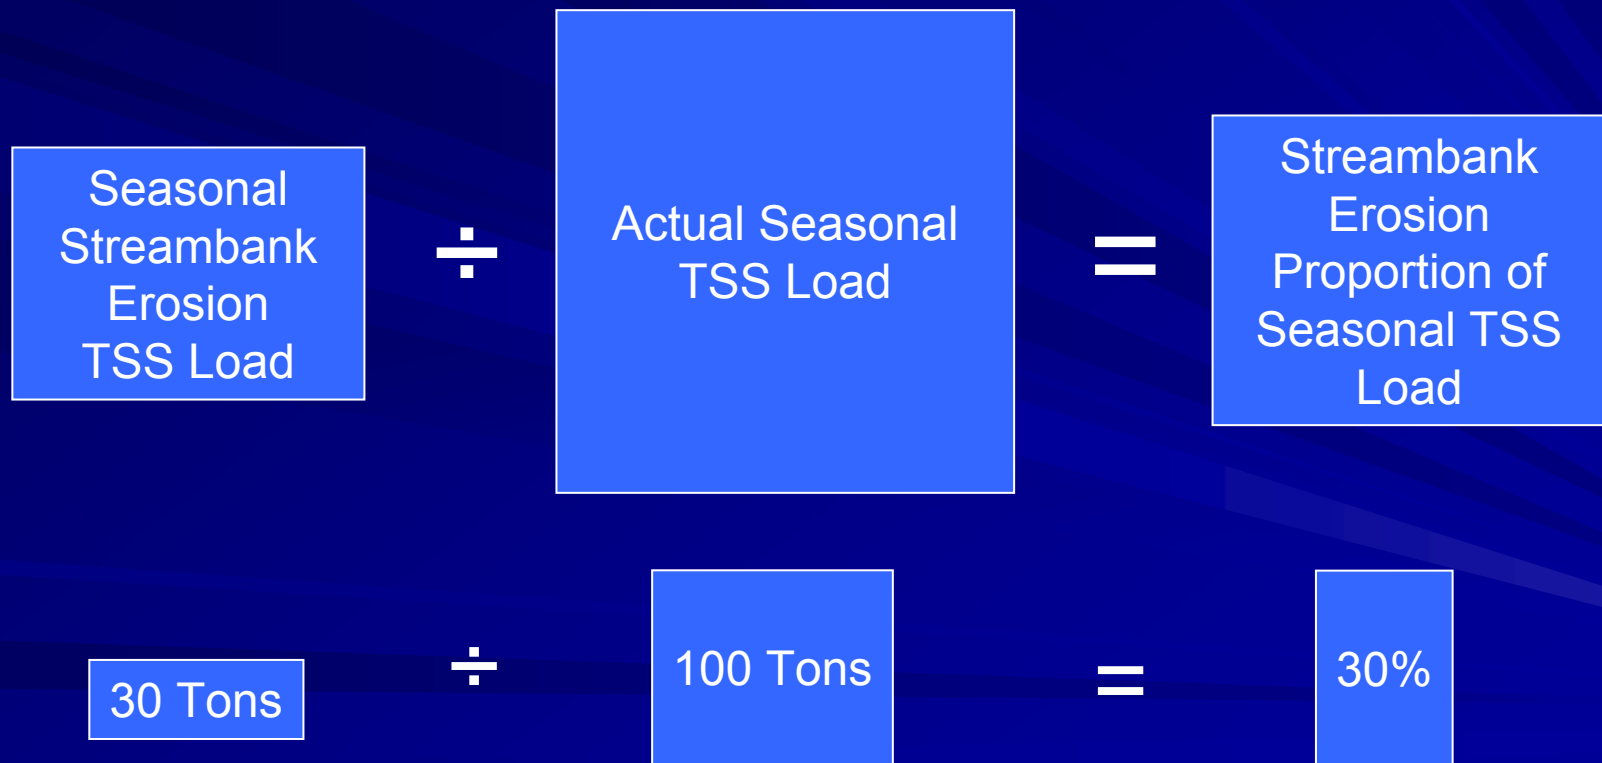 Seasonal
Streambank
Erosion
TSS Load
÷
Actual Seasonal
TSS Load
=
Streambank
Erosion
Proportion of
Seasonal TSS
Load
30 Tons
÷
100 Tons
=
30%